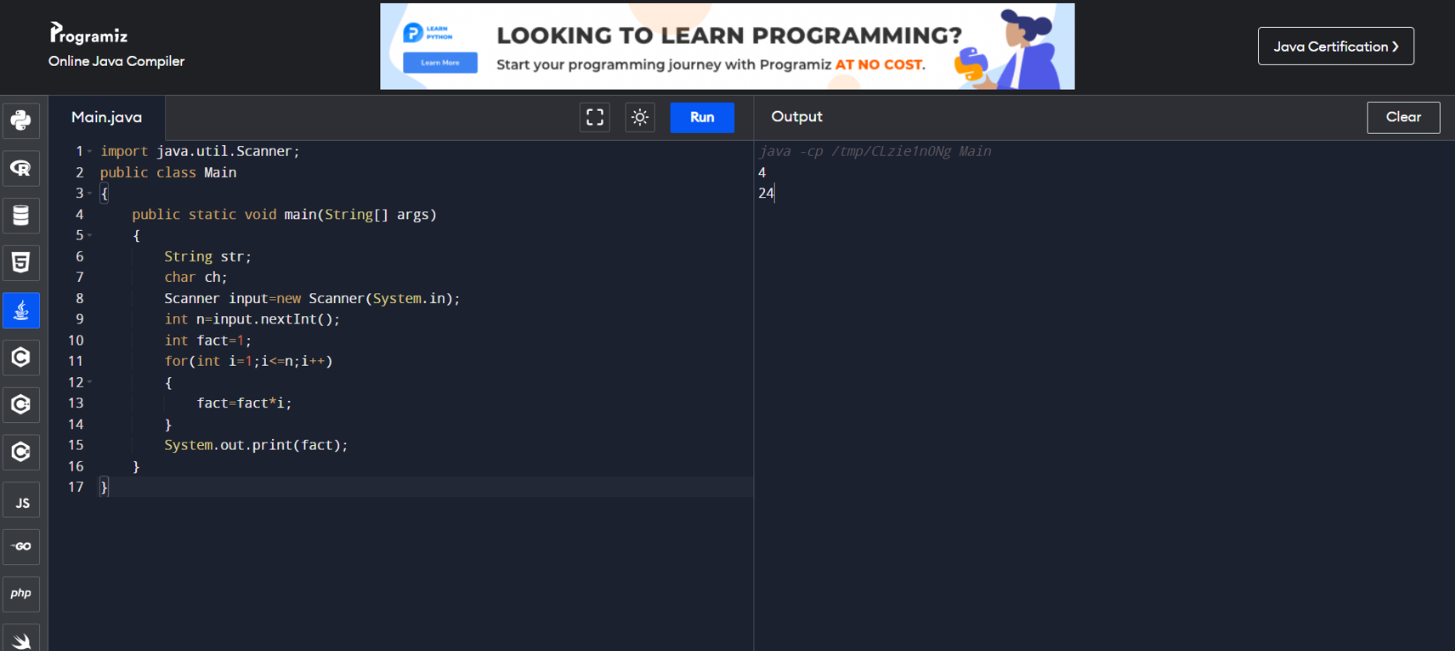 Programiz
Online Java Compiler
LEARN
PYTHON
Learn More
LOOKING TO LEARN PROGRAMMING?
Start your programming journey with Programiz AT NO COST.
Java Certification ❯
Main.java
Run
Output
Clear
1 import java.util.Scanner;
2 public class Main
3 {
4     public static void main(String[] args)
5     {
6         String str;
7         char ch;
8         Scanner input=new Scanner(System.in);
9         int n=input.nextInt();
10         int fact=1;
11         for(int i=1;i<=n;i++)
12         {
13             fact=fact*i;
14         }
15         System.out.print(fact);
16     }
17 }
java -cp /tmp/CLzie1nONg Main
4
24
JS
GO
php